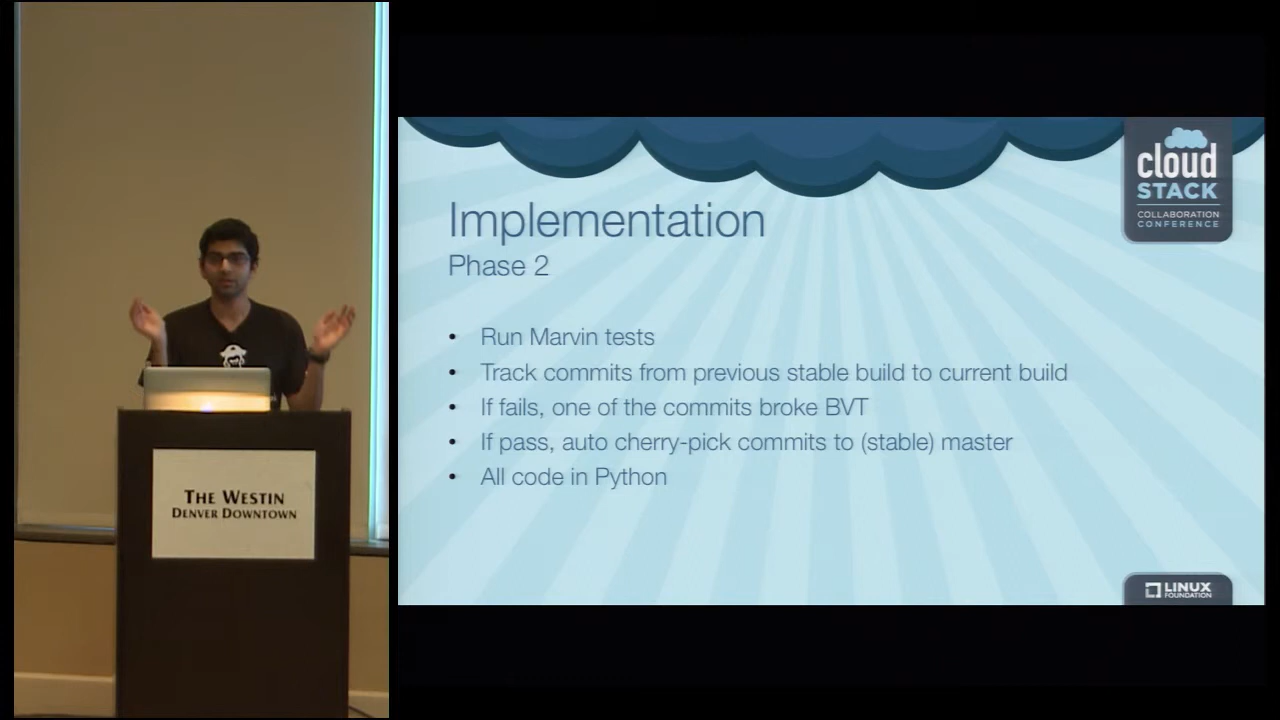 cloud
STACK
COLLABORATION
CONFERENCE
Implementation
Phase 2
• Run Marvin tests
• Track commits from previous stable build to current build
• If fails, one of the commits broke BVT
• If pass, auto cherry-pick commits to (stable) master
• All code in Python
THE WESTIN
DENVER DOWNTOWN
LINUX
FOUNDATION